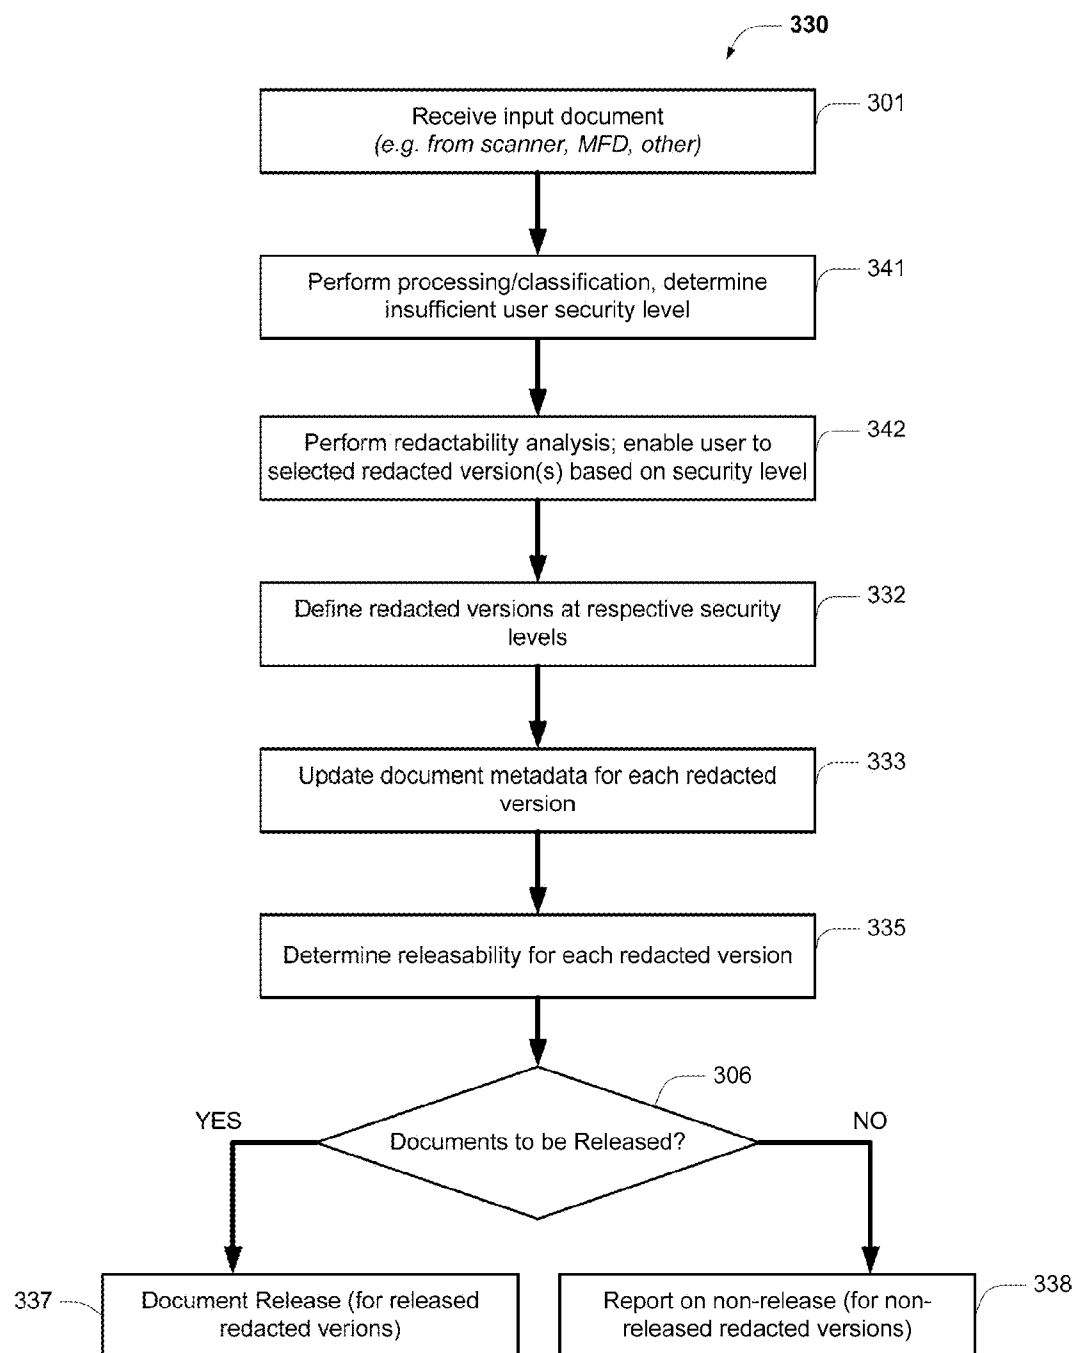 330
Receive input document
(e.g. from scanner, MFD, other)
301
Perform processing/classification, determine
insufficient user security level
341
Perform redactability analysis; enable user to
selected redacted version(s) based on security level
342
Define redacted versions at respective security
levels
332
Update document metadata for each redacted
version
333
Determine releasability for each redacted version
335
306
YES
NO
Documents to be Released?
337
Document Release (for released
redacted verions)
Report on non-release (for non-
released redacted versions)
338